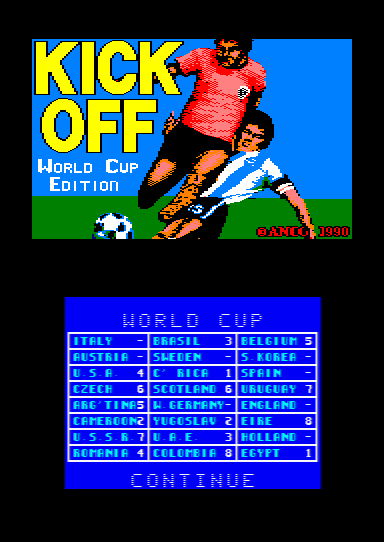 KICK
OFF
WORLD CUP
EDITION
©ANCO 1990
WORLD CUP
ITALY - BRASIL 3 BELGIUM 5
AUSTRIA - SWEDEN - S.KOREA -
U.S.A. 4 C' RICA 1 SPAIN -
CZECH 6 SCOTLAND 6 URUGUAY 7
ARG'TINA5 W.GERMANY- ENGLAND -
CAMEROON2 YUGOSLAV 2 EIRE 8
U.S.S.R.7 U.A.E. 3 HOLLAND -
ROMANIA 4 COLOMBIA 8 EGYPT 1
CONTINUE